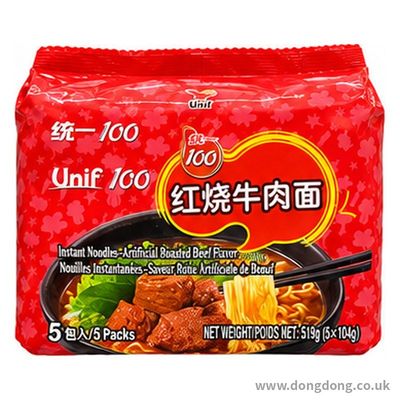 Unif
统一100
统一
100
Unif 100
红烧牛肉面
Instant Noodles-Artificial Roasted Beef Flavor
Nouilles Instantanées-Saveur Rôtie Artificielle de Boeuf
5包入/5 Packs
NET WEIGHT/POIDS NET: 519g (5×104g)
www.dongdong.co.uk